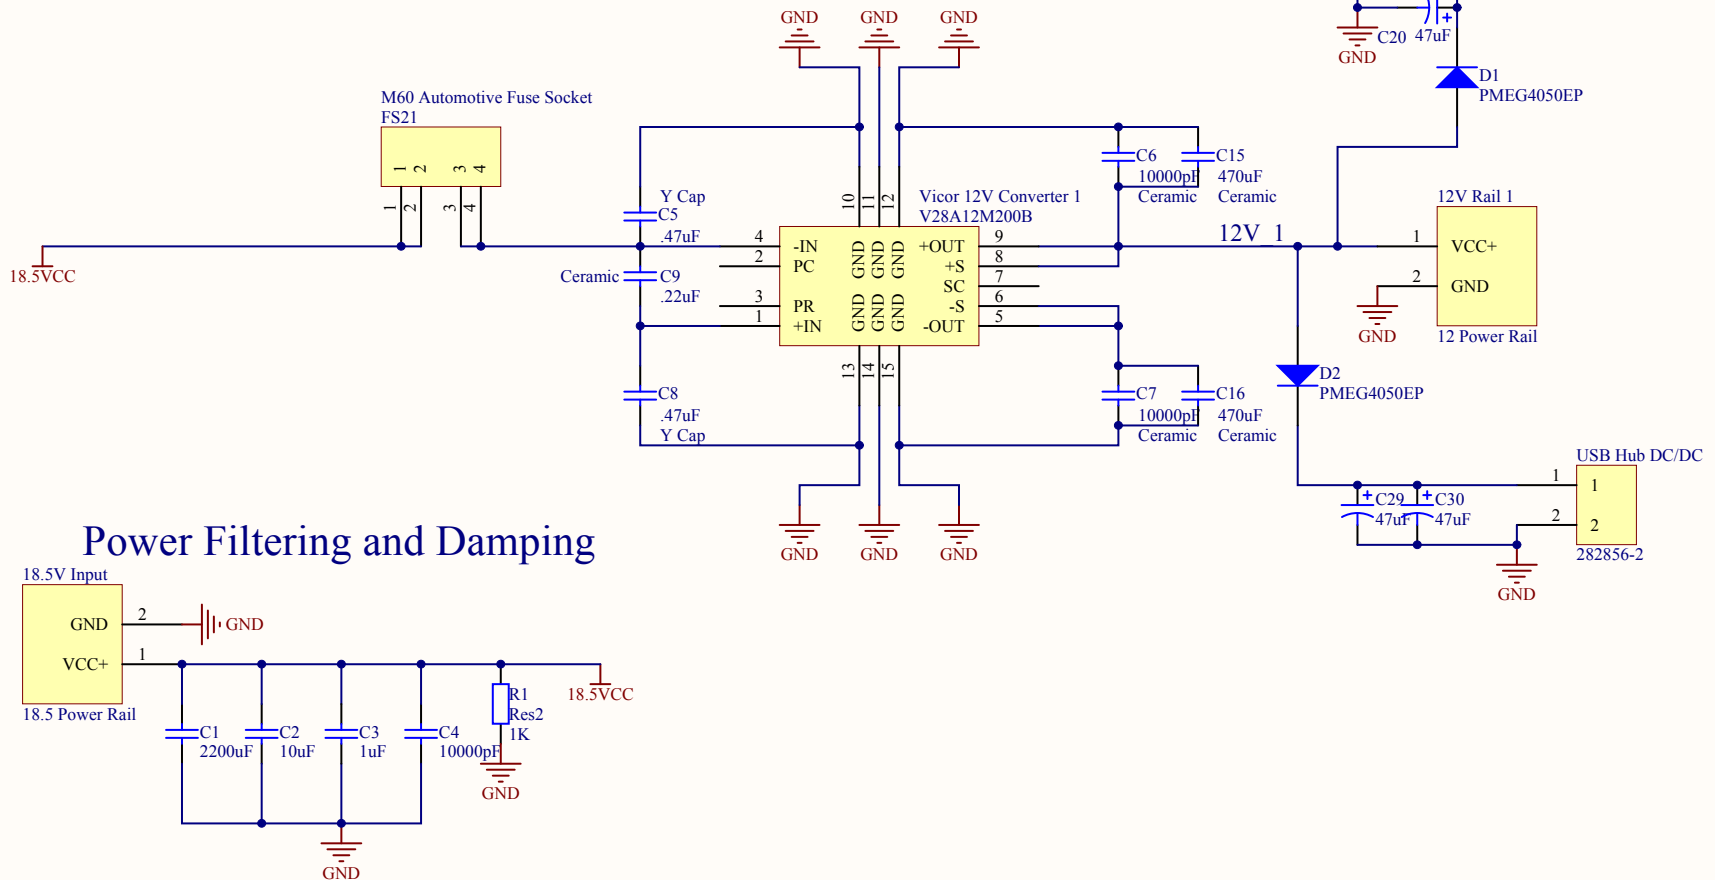 GND
GND
GND
C20
47uF
GND
D1
PMEG4050EP
M60 Automotive Fuse Socket
FS21
1
2
3
4
1
2
3
4
18.5VCC
Y Cap
C5
.47uF
Ceramic
C9
.22uF
C8
.47uF
Y Cap
10
11
12
Vicor 12V Converter 1
V28A12M200B
4
-IN
2
PC
3
PR
1
+IN
GND
GND
GND
GND
GND
GND
+OUT
9
+S
8
SC
7
-S
6
-OUT
5
13
14
15
GND
GND
GND
C6
10000pF
Ceramic
C15
470uF
Ceramic
12V_1
C7
10000pF
Ceramic
C16
470uF
Ceramic
12V Rail 1
1
VCC+
2
GND
12 Power Rail
GND
D2
PMEG4050EP
USB Hub DC/DC
1
1
2
2
282856-2
C29
47uF
C30
47uF
GND
Power Filtering and Damping
18.5V Input
GND
2
GND
VCC+
1
18.5 Power Rail
C1
2200uF
C2
10uF
C3
1uF
C4
10000pF
R1
Res2
1K
GND
18.5VCC
GND